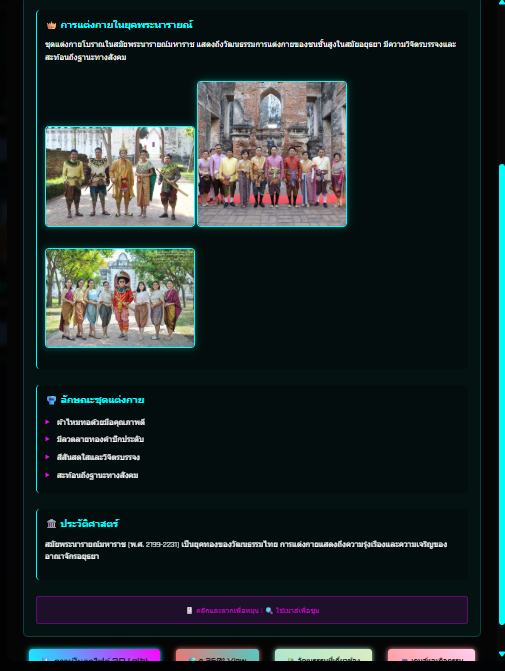 การแต่งกายในยุคพระนารายณ์
ชุดแต่งกายโบราณในสมัยพระนารายณ์มหาราช แสดงถึงวัฒนธรรมการแต่งกายของชนชั้นสูงในสมัยอยุธยา มีความวิจิตรบรรจงและ
สะท้อนถึงฐานะทางสังคม
ลักษณะชุดแต่งกาย
ผ้าไหมทอด้วยมือคุณภาพดี
มีลวดลายทองคำปักประดับ
สีสันสดใสและวิจิตรบรรจง
สะท้อนถึงฐานะทางสังคม
ประวัติศาสตร์
สมัยพระนารายณ์มหาราช (พ.ศ. 2199-2231) เป็นยุคทองของวัฒนธรรมไทย การแต่งกายแสดงถึงความรุ่งเรืองและความเจริญของ
อาณาจักรอยุธยา
คลิกและลากเพื่อหมุน | ใช้เมาส์เพื่อซูม
360° View